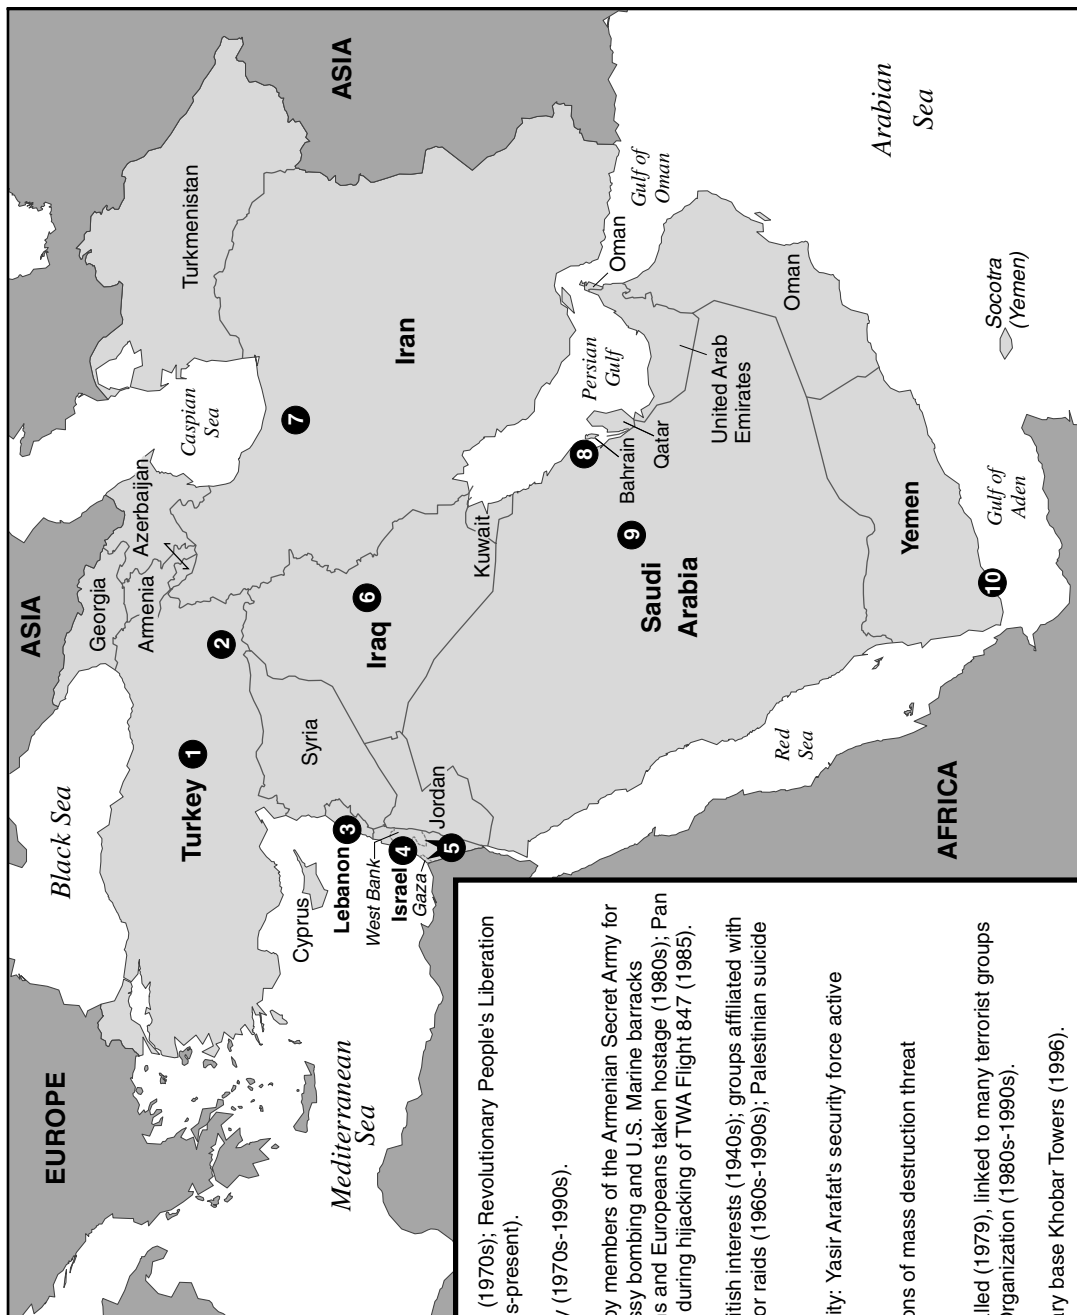 EUROPE
ASIA
ASIA
AFRICA
Black Sea
Caspian
Sea
Mediterranean
Sea
Red
Sea
Persian
Gulf
Gulf of
Oman
Arabian
Sea
Gulf of
Aden
Georgia
Armenia
Azerbaijan
Turkmenistan
Turkey
1
2
Cyprus
Syria
Lebanon
3
West Bank
Israel
4
Gaza
5
Jordan
Iraq
6
Iran
7
Kuwait
8
Bahrain
Qatar
9
Saudi
Arabia
United Arab
Emirates
Oman
Oman
Yemen
10
Socotra
(Yemen)
(1970s); Revolutionary People's Liberation
s-present).
y (1970s-1990s).
by members of the Armenian Secret Army for
ssy bombing and U.S. Marine barracks
s and Europeans taken hostage (1980s); Pan
during hijacking of TWA Flight 847 (1985).
itish interests (1940s); groups affiliated with
or raids (1960s-1990s); Palestinian suicide
ity: Yasir Arafat's security force active
ons of mass destruction threat
lled (1979), linked to many terrorist groups
Organization (1980s-1990s).
ary base Khobar Towers (1996).